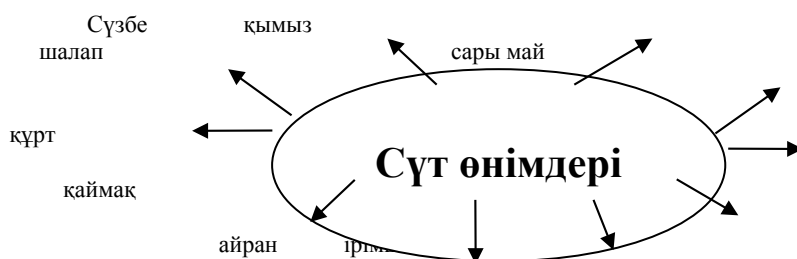 Сүзбе қымыз
шалап сары май
құрт
Сүт өнімдері
қаймақ
айран